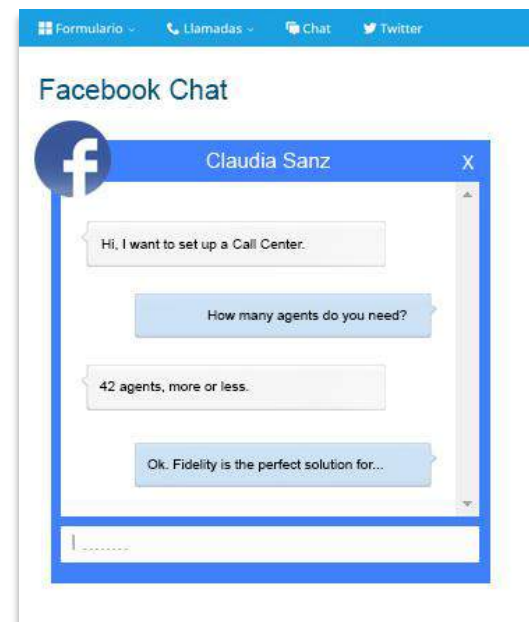 Formulario Llamadas Chat Twitter
Facebook Chat
Claudia Sanz X
Hi, I want to set up a Call Center.
How many agents do you need?
42 agents, more or less.
Ok. Fidelity is the perfect solution for...
| ........